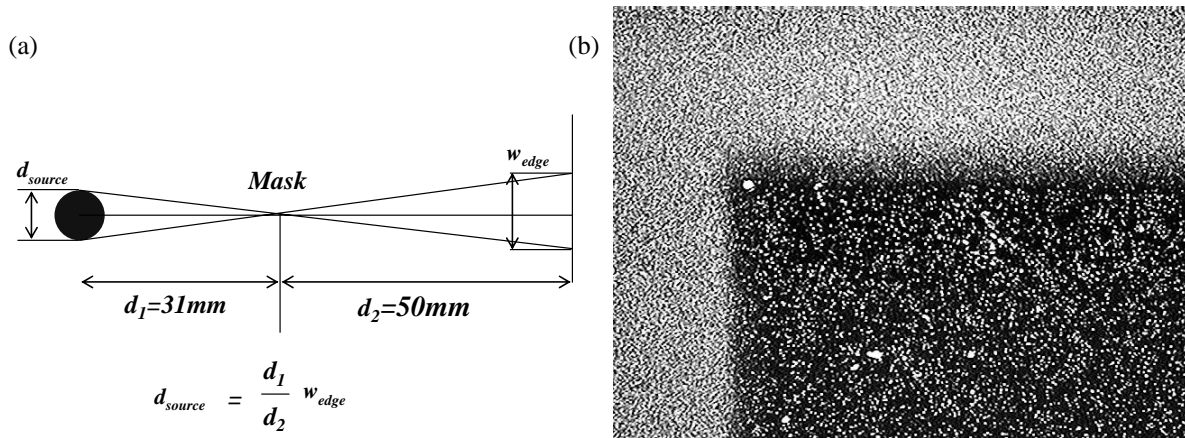 (a)
(b)
d_source
Mask
w_edge
d_1=31mm
d_2=50mm
d_source = d_1/d_2 w_edge